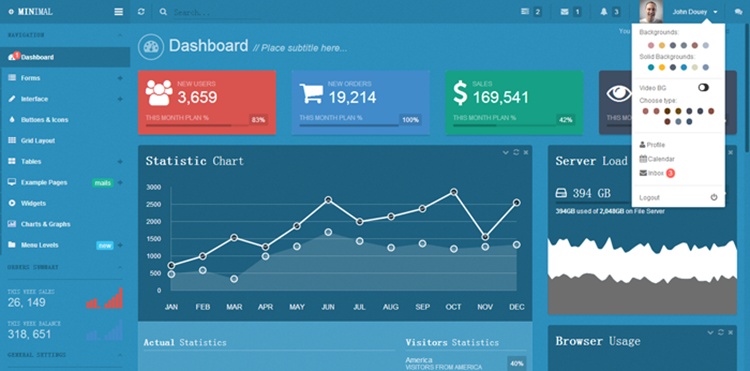 MINIMAL
Search...
2
1
3
John Douey
NAVIGATION
1
Dashboard
Forms
Interface
Buttons & Icons
Grid Layout
Tables
Example Pages
mails
Widgets
Charts & Graphs
Menu Levels
new
ORDERS SUMMARY
THIS WEEK SALES
26, 149
THIS WEEK BALANCE
318, 651
GENERAL SETTINGS
Dashboard // Place subtitle here...
You
NEW USERS
3,659
THIS MONTH PLAN %
83%
NEW ORDERS
19,214
THIS MONTH PLAN %
100%
SALES
169,541
THIS MONTH PLAN %
42%
THIS MONTH
Statistic Chart
3000
2500
2000
1500
1000
500
0
JAN FEB MAR APR MAY JUN JUL AUG SEP OCT NOV DEC
Actual Statistics
Visitors Statistics
America
VISITORS FROM AMERICA
40%
Server Load
394 GB
394GB used of 2,048GB on File Server
Browser Usage
Backgrounds:
Solid Backgrounds:
Video BG:
Choose type:
Profile
Calendar
Inbox 3
Logout